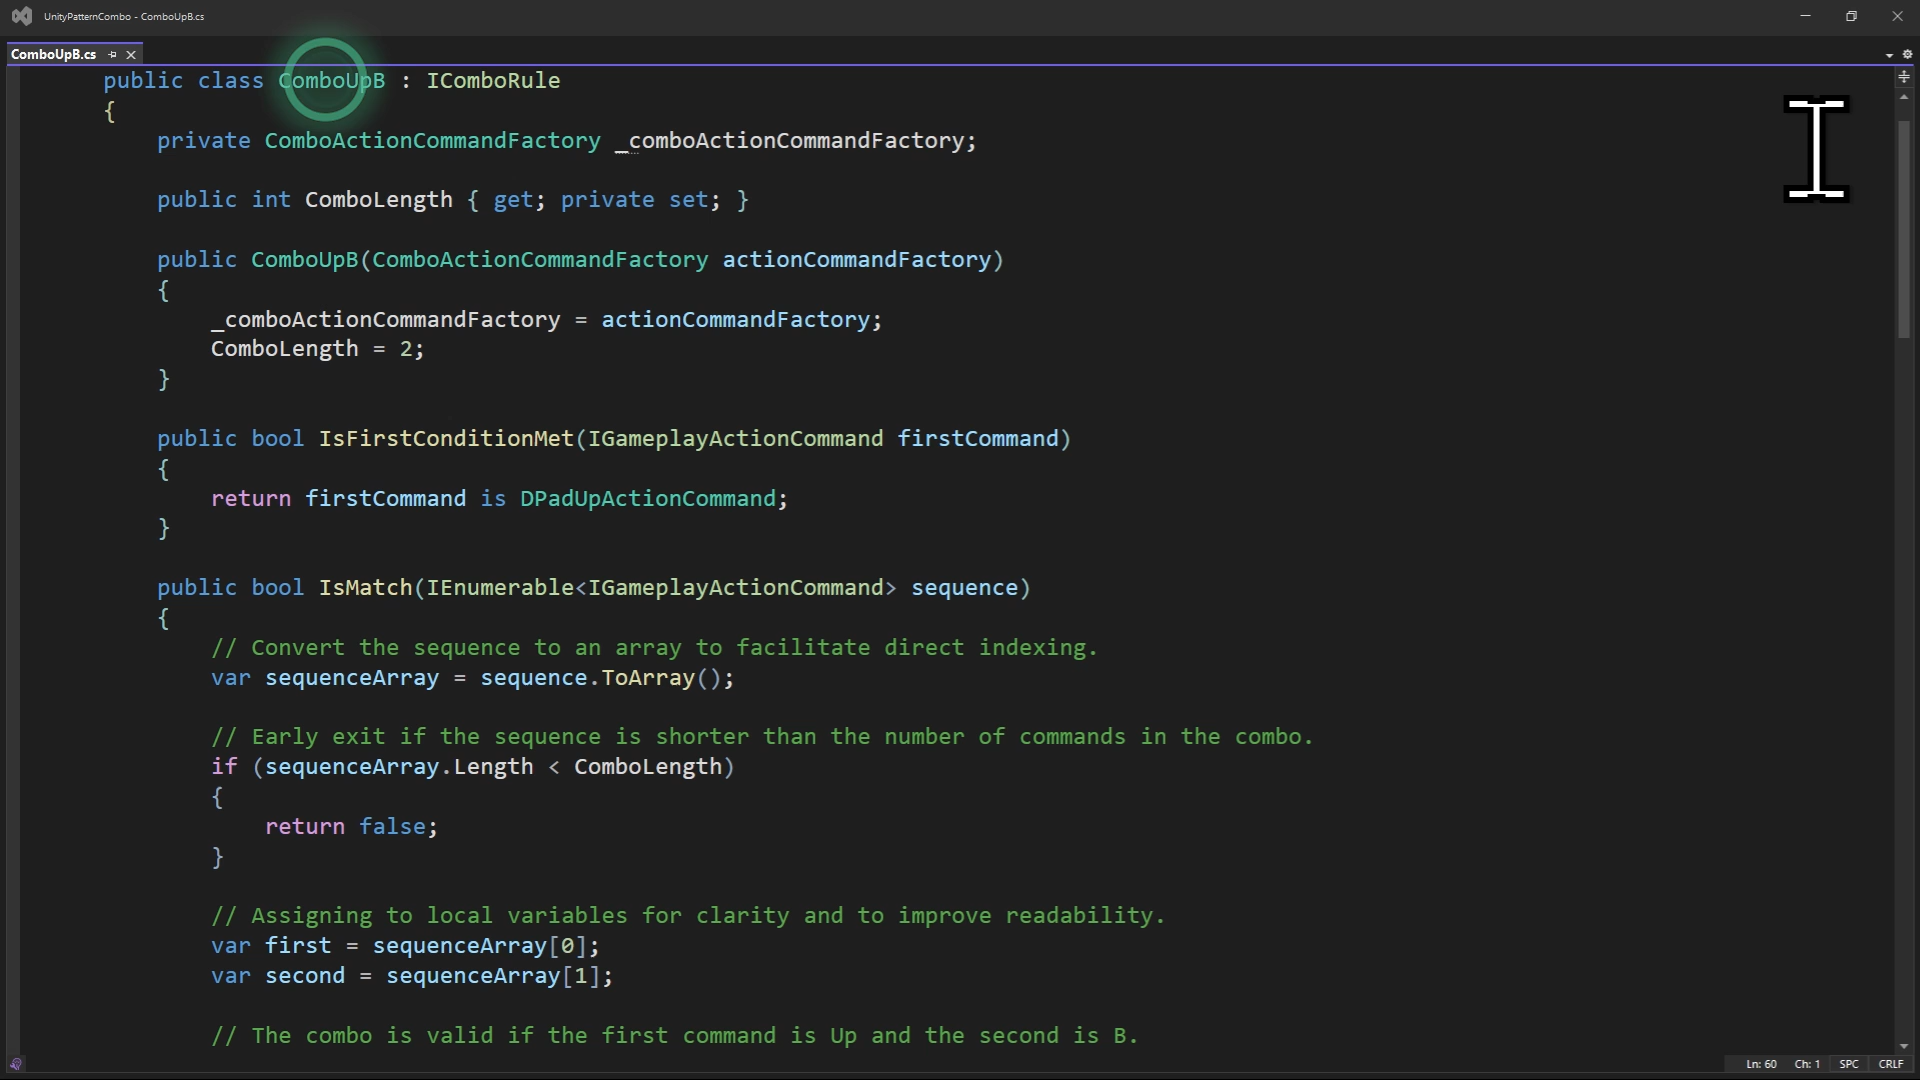 UnityPatternCombo - ComboUpB.cs
ComboUpB.cs
public class ComboUpB : IComboRule
{
private ComboActionCommandFactory _comboActionCommandFactory;
public int ComboLength { get; private set; }
public ComboUpB(ComboActionCommandFactory actionCommandFactory)
{
_comboActionCommandFactory = actionCommandFactory;
ComboLength = 2;
}
public bool IsFirstConditionMet(IGameplayActionCommand firstCommand)
{
return firstCommand is DPadUpActionCommand;
}
public bool IsMatch(IEnumerable<IGameplayActionCommand> sequence)
{
// Convert the sequence to an array to facilitate direct indexing.
var sequenceArray = sequence.ToArray();
// Early exit if the sequence is shorter than the number of commands in the combo.
if (sequenceArray.Length < ComboLength)
{
return false;
}
// Assigning to local variables for clarity and to improve readability.
var first = sequenceArray[0];
var second = sequenceArray[1];
// The combo is valid if the first command is Up and the second is B.
Ln: 60 Ch: 1 SPC CRLF